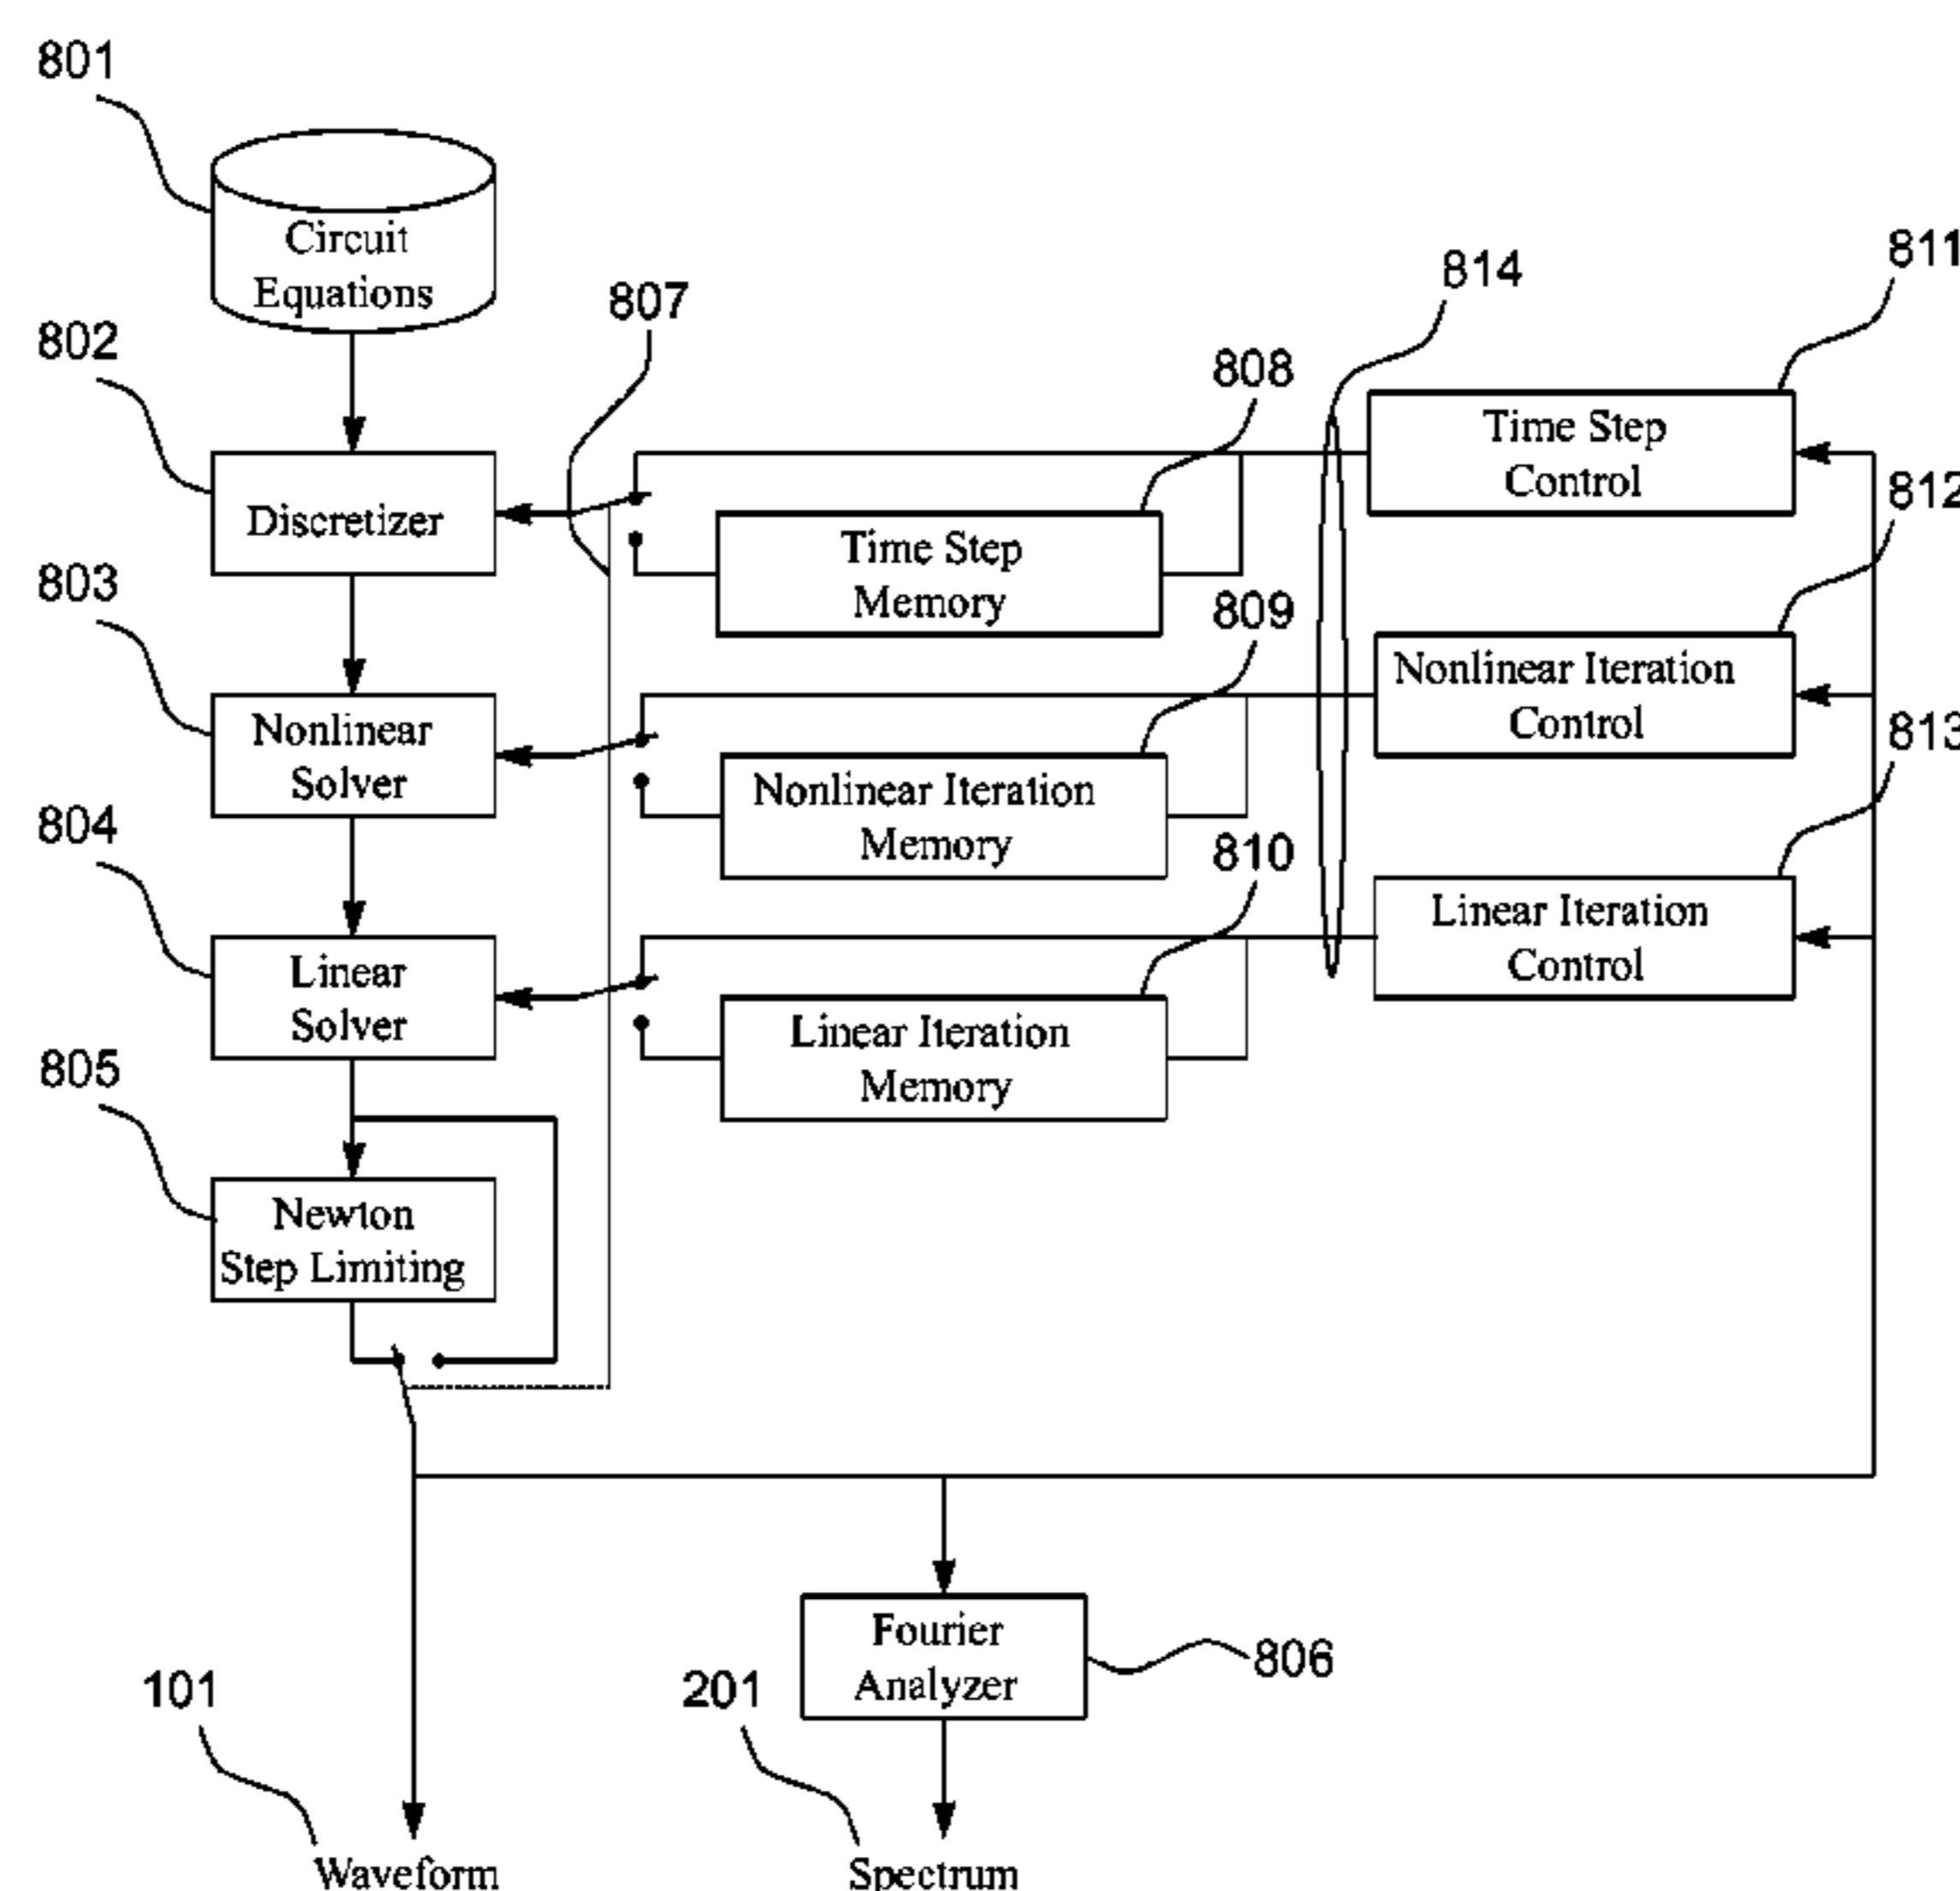 801
Circuit
Equations
802
807
814
811
808
Time Step
Control
Discretizer
812
Time Step
Memory
803
809
Nonlinear Iteration
Control
Nonlinear
Solver
813
Nonlinear Iteration
Memory
804
810
Linear Iteration
Control
Linear
Solver
Linear Iteration
Memory
805
Newton
Step Limiting
Fourier
Analyzer
806
101
201
Waveform
Spectrum